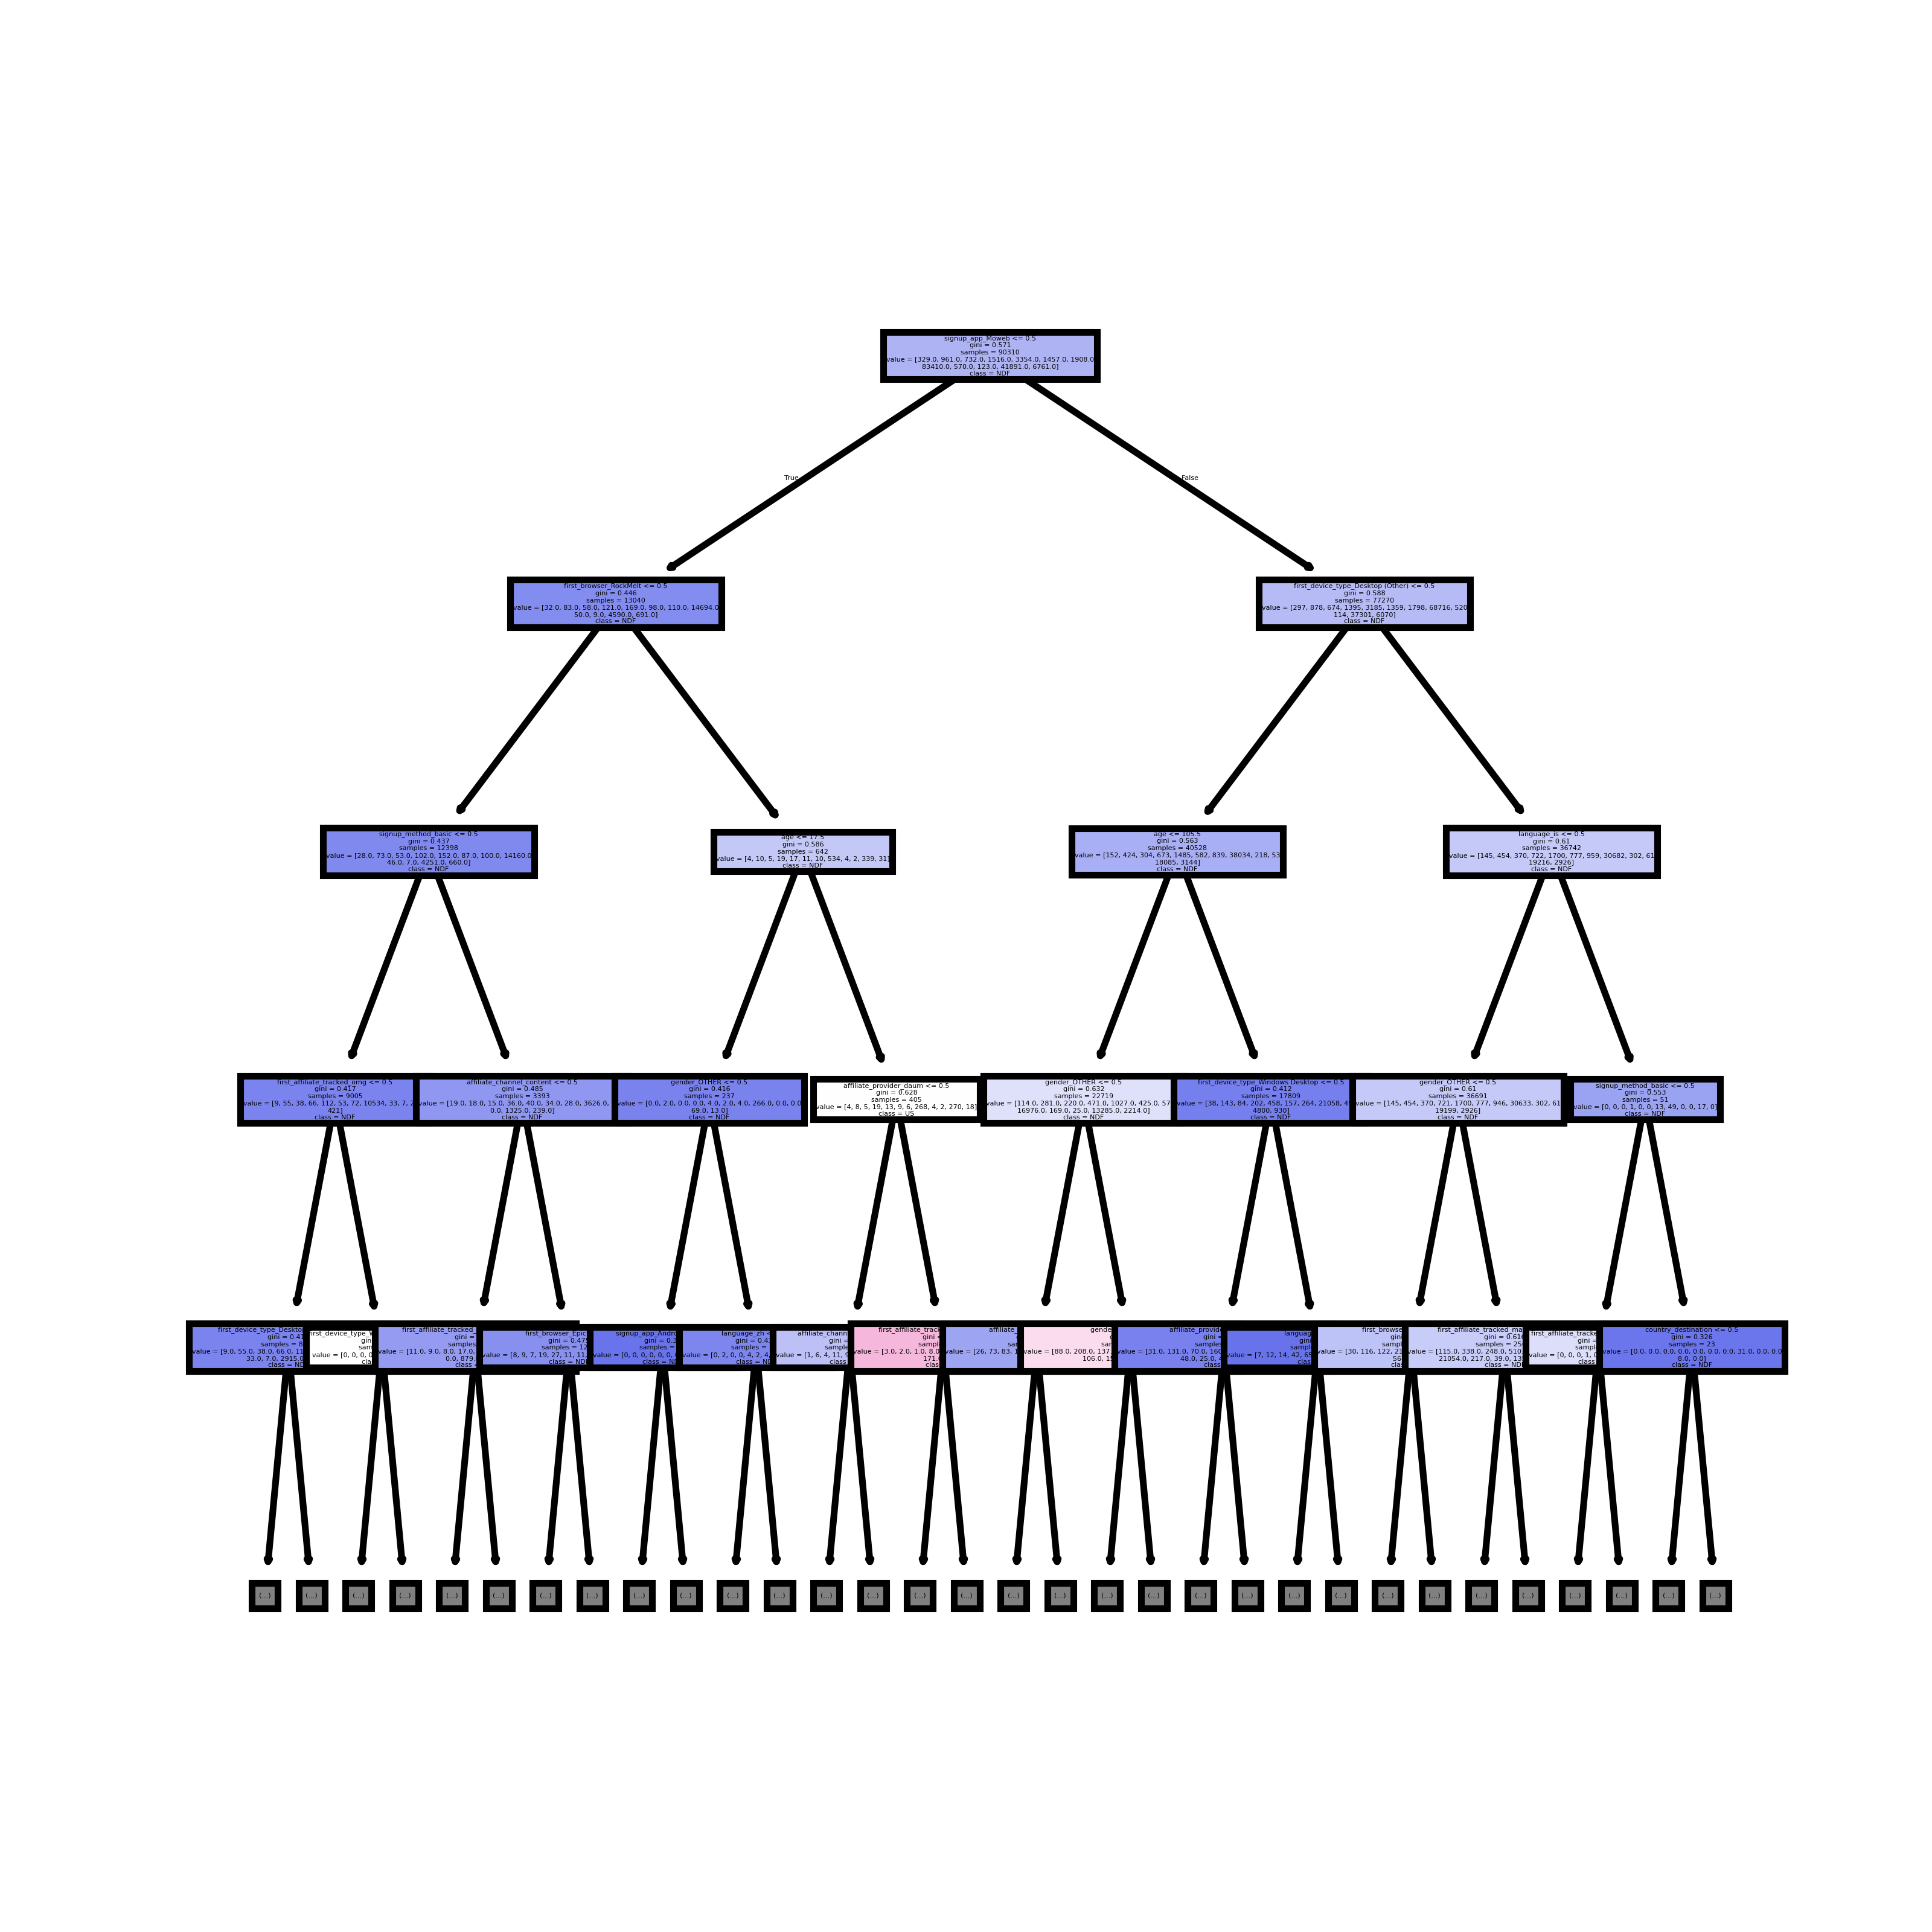 signup_app_Moweb <= 0.5
gini = 0.571
samples = 90310
value = [329.0, 961.0, 732.0, 1516.0, 3354.0, 1457.0, 1908.0
83410.0, 570.0, 123.0, 41891.0, 6761.0]
class = NDF
True
False
first_browser_RockMelt <= 0.5
gini = 0.446
samples = 13040
value = [32.0, 83.0, 58.0, 121.0, 169.0, 98.0, 110.0, 14694.0
50.0, 9.0, 4590.0, 691.0]
class = NDF
first_device_type_Desktop (Other) <= 0.5
gini = 0.588
samples = 77270
value = [297, 878, 674, 1395, 3185, 1359, 1798, 68716, 520
114, 37301, 6070]
class = NDF
signup_method_basic <= 0.5
gini = 0.437
samples = 12398
value = [28.0, 73.0, 53.0, 102.0, 152.0, 87.0, 100.0, 14160.0
46.0, 7.0, 4251.0, 660.0]
class = NDF
age <= 17.5
gini = 0.586
samples = 642
value = [4, 10, 5, 19, 17, 11, 10, 534, 4, 2, 339, 31]
class = NDF
age <= 105.5
gini = 0.563
samples = 40528
value = [152, 424, 304, 673, 1485, 582, 839, 38034, 218, 53
18085, 3144]
class = NDF
language_is <= 0.5
gini = 0.61
samples = 36742
value = [145, 454, 370, 722, 1700, 777, 959, 30682, 302, 61
19216, 2926]
class = NDF
first_affiliate_tracked_omg <= 0.5
gini = 0.417
samples = 9005
value = [9, 55, 38, 66, 112, 53, 72, 10534, 33, 7, 2
421]
class = NDF
affiliate_channel_content <= 0.5
gini = 0.485
samples = 3393
value = [19.0, 18.0, 15.0, 36.0, 40.0, 34.0, 28.0, 3626.0,
0.0, 1325.0, 239.0]
class = NDF
gender_OTHER <= 0.5
gini = 0.416
samples = 237
value = [0.0, 2.0, 0.0, 0.0, 4.0, 2.0, 4.0, 266.0, 0.0, 0.0
69.0, 13.0]
class = NDF
affiliate_provider_daum <= 0.5
gini = 0.628
samples = 405
value = [4, 8, 5, 19, 13, 9, 6, 268, 4, 2, 270, 18]
class = US
gender_OTHER <= 0.5
gini = 0.632
samples = 22719
value = [114.0, 281.0, 220.0, 471.0, 1027.0, 425.0, 57
16976.0, 169.0, 25.0, 13285.0, 2214.0]
class = NDF
first_device_type_Windows Desktop <= 0.5
gini = 0.412
samples = 17809
value = [38, 143, 84, 202, 458, 157, 264, 21058, 4
4800, 930]
class = NDF
gender_OTHER <= 0.5
gini = 0.61
samples = 36691
value = [145, 454, 370, 721, 1700, 777, 946, 30633, 302, 61
19199, 2926]
class = NDF
signup_method_basic <= 0.5
gini = 0.553
samples = 51
value = [0, 0, 0, 1, 0, 0, 13, 49, 0, 0, 17, 0]
class = NDF
first_device_type_Desktop
gini = 0.41
samples = 8
value = [9.0, 55.0, 38.0, 66.0, 11
33.0, 7.0, 2915.0
class = ND
first_device_type_
gini
sam
value = [0, 0, 0,
clas
first_affiliate_tracked_
gini =
samples
value = [11.0, 9.0, 8.0, 17.0,
0.0, 879.
class =
first_browser_Epic
gini = 0.47
samples = 12
value = [8, 9, 7, 19, 27, 11, 11,
class = ND
signup_app_Andro
gini = 0.3
samples =
value = [0, 0, 0, 0, 0, 0,
class = N
language_zh <
gini = 0.4
samples =
value = [0, 2, 0, 0, 4, 2, 4,
class = N
affiliate_chann
gini =
samples
value = [1, 6, 4, 11, 9
class
first_affiliate_trac
gini =
sampl
value = [3.0, 2.0, 1.0, 8.0
171.
class
affiliate_
gini
sam
value = [26, 73, 83, 1
clas
gende
gini
sa
value = [88.0, 208.0, 137
106.0, 1
cl
affiliate_provid
gini =
samples
value = [31.0, 131.0, 70.0, 16
48.0, 25.0,
class
languag
gini
sampl
value = [7, 12, 14, 42, 65
class
first_browse
gini
sampl
value = [30, 116, 122, 21
56
cla
first_affiliate_tracked_ma
gini = 0.61
samples = 25
value = [115.0, 338.0, 248.0, 510
21054.0, 217.0, 39.0, 13
class = NDF
first_affiliate_tracke
gini =
sampl
value = [0, 0, 0, 1, 0
class
country_destination <= 0.5
gini = 0.326
samples = 23
value = [0.0, 0.0, 0.0, 0.0, 0.0, 0.0, 0.0, 31.0, 0.0, 0.0
8.0, 0.0]
class = NDF
(...) (...) (...) (...) (...) (...) (...) (...) (...) (...) (...) (...) (...) (...) (...) (...) (...) (...) (...) (...) (...) (...) (...) (...) (...) (...) (...) (...) (...) (...) (...) (...)